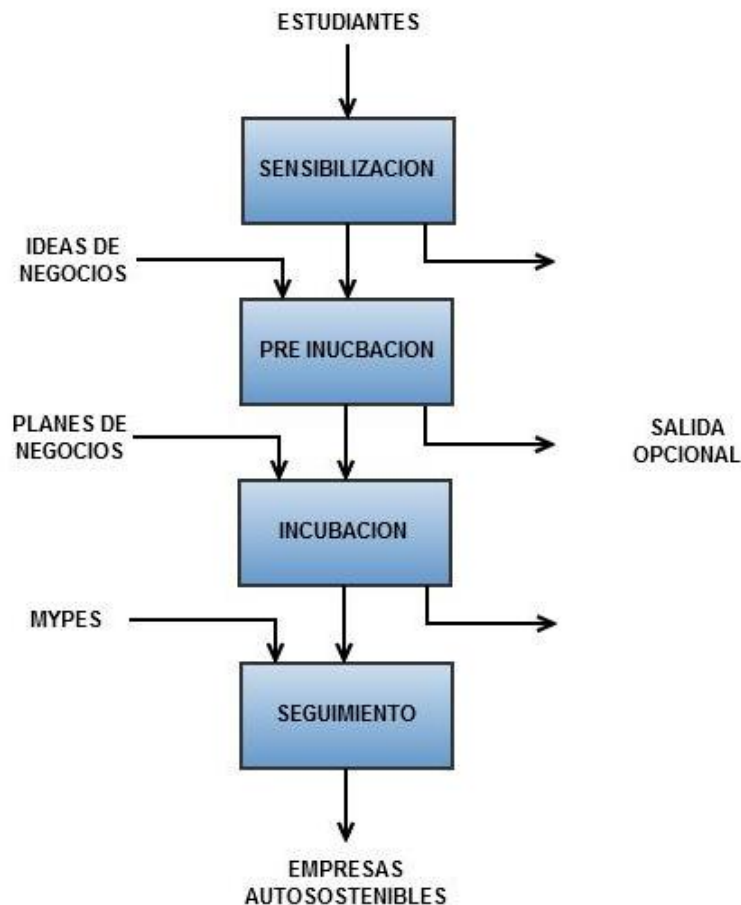 ESTUDIANTES
SENSIBILIZACION
IDEAS DE
NEGOCIOS
PRE INUCBACION
PLANES DE
NEGOCIOS
SALIDA
OPCIONAL
INCUBACION
MYPES
SEGUIMIENTO
EMPRESAS
AUTOSOSTENIBLES